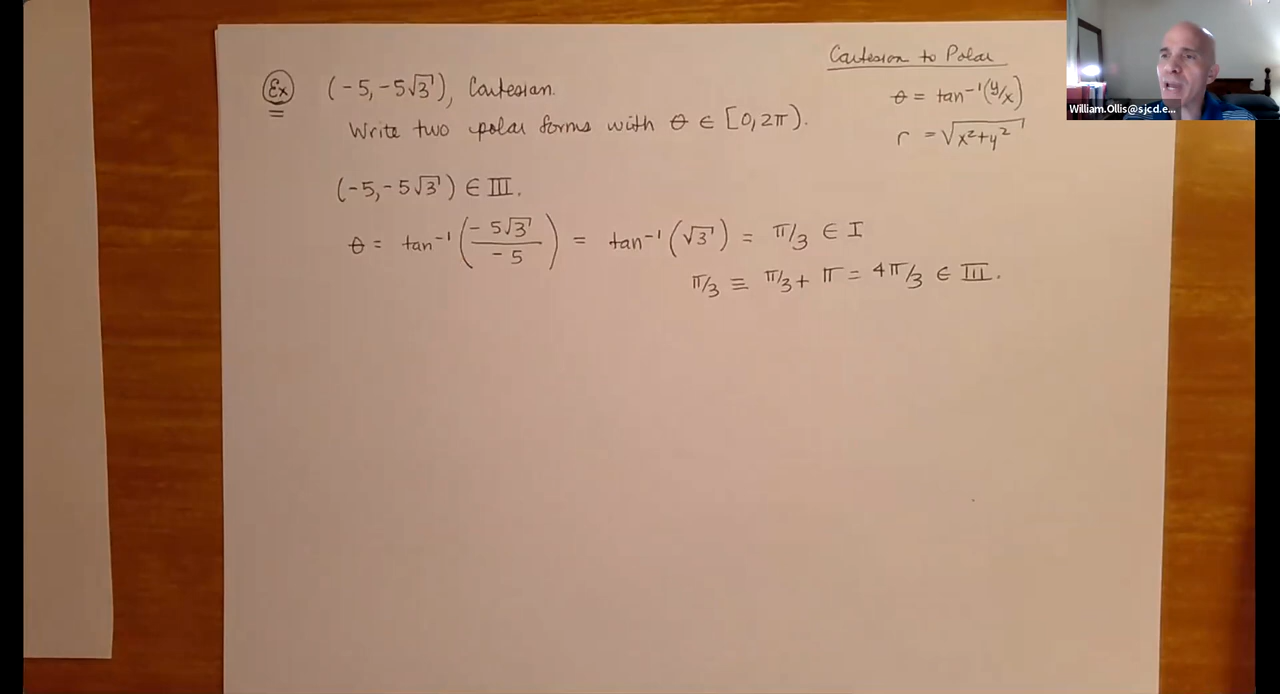 Cartesian to Polar
Ex (-5, -5√3), Cartesian.
θ = tan⁻¹(y/x)
Write two polar forms with θ ∈ [0, 2π).
r = √x²+y²
William.Ollis@sjcd.e...
(-5, -5√3) ∈ III.
θ = tan⁻¹(-5√3/-5) = tan⁻¹(√3) = π/3 ∈ I
π/3 ≡ π/3 + π = 4π/3 ∈ III.